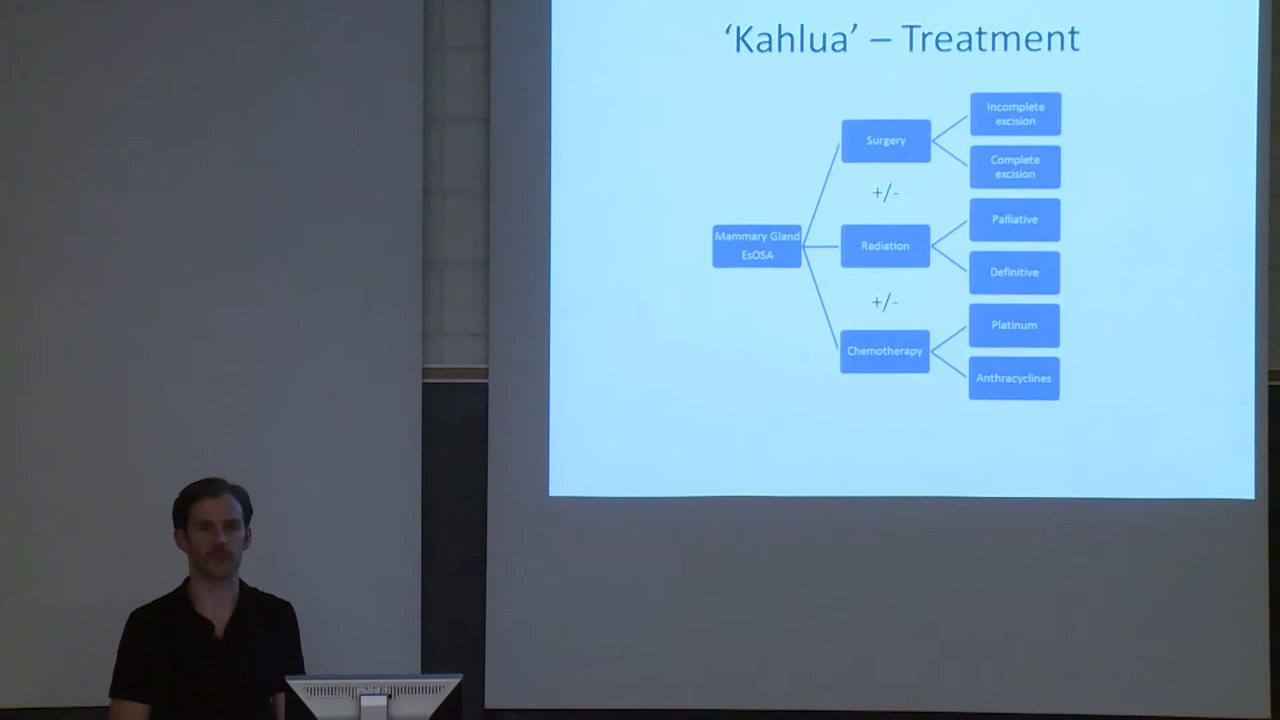 ‘Kahlua’ – Treatment
Incomplete
excision
Surgery
Complete
excision
+/-
Palliative
Mammary Gland
EsOSA
Radiation
Definitive
+/-
Platinum
Chemotherapy
Anthracyclines